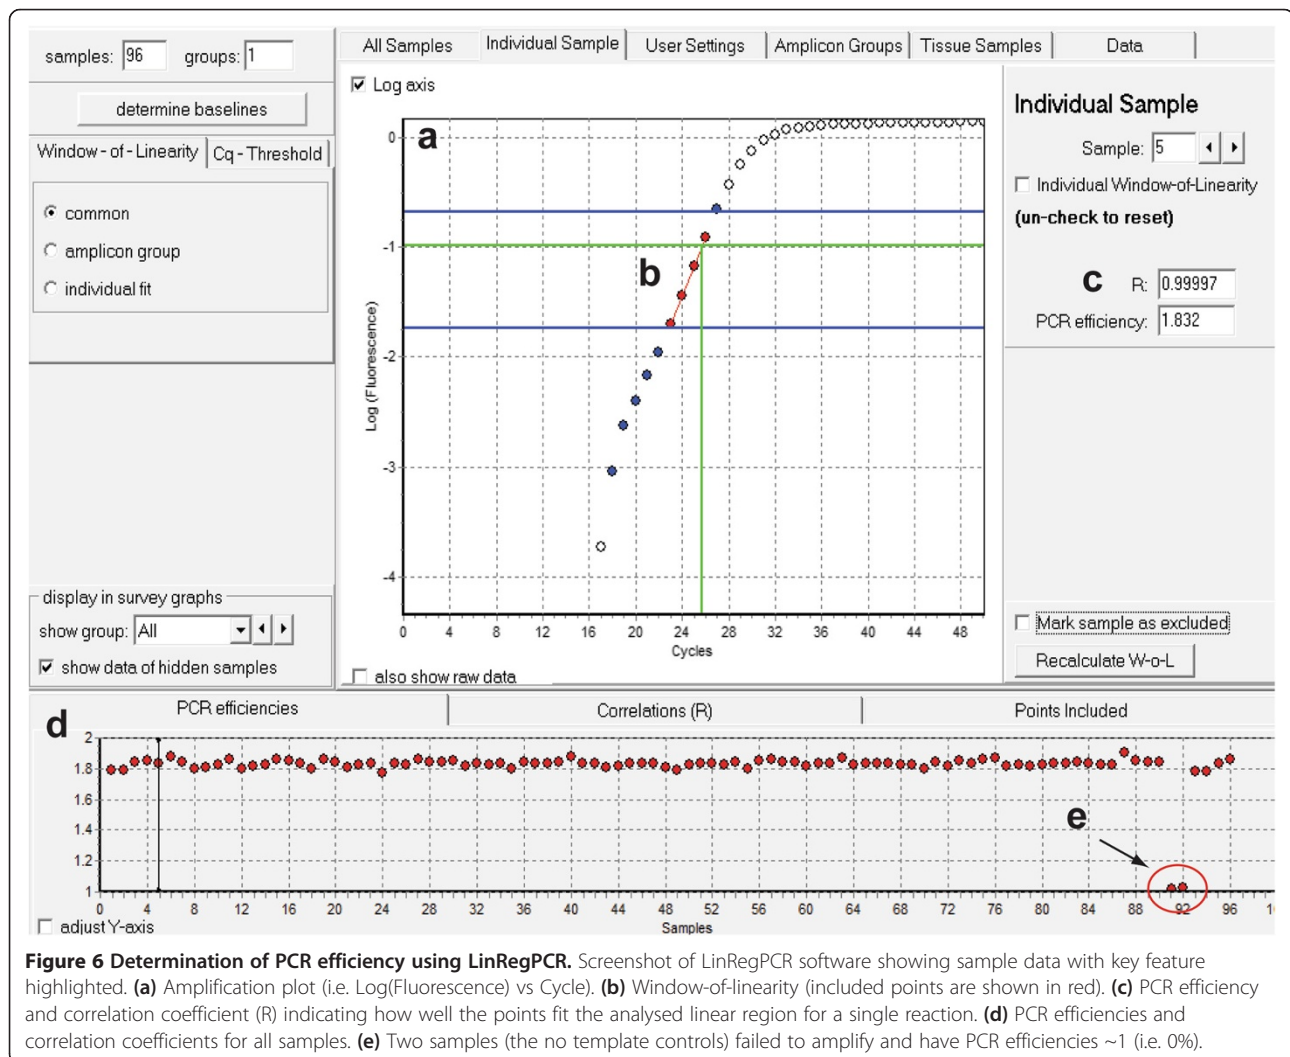 samples: 96 groups: 1
determine baselines
Window - of - Linearity
Cq - Threshold
common
amplicon group
individual fit
display in survey graphs
show group: All
show data of hidden samples
All Samples
Individual Sample
User Settings
Amplicon Groups
Tissue Samples
Data
Log axis
a
b
0
-1
-2
-3
-4
Log (Fluorescence)
0 4 8 12 16 20 24 28 32 36 40 44 48
Cycles
also show raw data
Individual Sample
Sample: 5
Individual Window-of-Linearity
(un-check to reset)
c R: 0.99997
PCR efficiency: 1.832
Mark sample as excluded
Recalculate W-o-L
d
PCR efficiencies
Correlations (R)
Points Included
2
1.8
1.6
1.4
1.2
1
e
0 4 8 12 16 20 24 28 32 36 40 44 48 52 56 60 64 68 72 76 80 84 88 92 96
Samples
adjust Y-axis
Figure 6 Determination of PCR efficiency using LinRegPCR. Screenshot of LinRegPCR software showing sample data with key feature
highlighted. (a) Amplification plot (i.e. Log(Fluorescence) vs Cycle). (b) Window-of-linearity (included points are shown in red). (c) PCR efficiency
and correlation coefficient (R) indicating how well the points fit the analysed linear region for a single reaction. (d) PCR efficiencies and
correlation coefficients for all samples. (e) Two samples (the no template controls) failed to amplify and have PCR efficiencies ~1 (i.e. 0%).